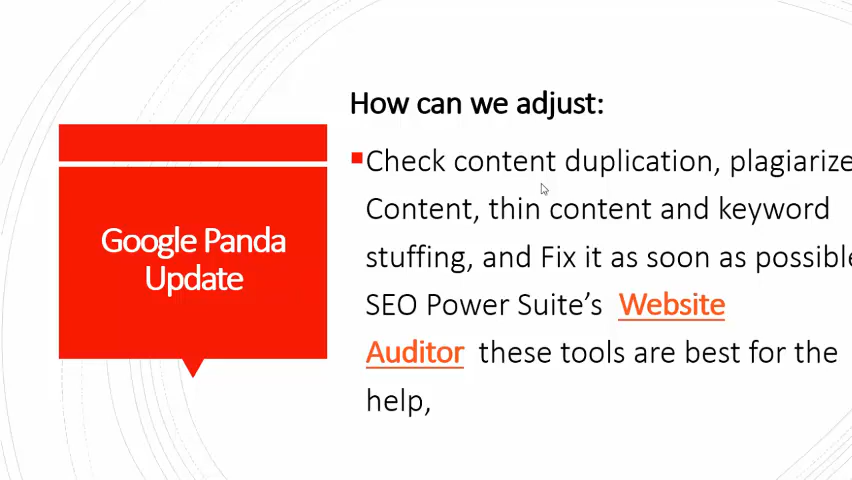 How can we adjust:
Google Panda
Update
Check content duplication, plagiarize
Content, thin content and keyword
stuffing, and Fix it as soon as possible
SEO Power Suite's Website
Auditor these tools are best for the
help,